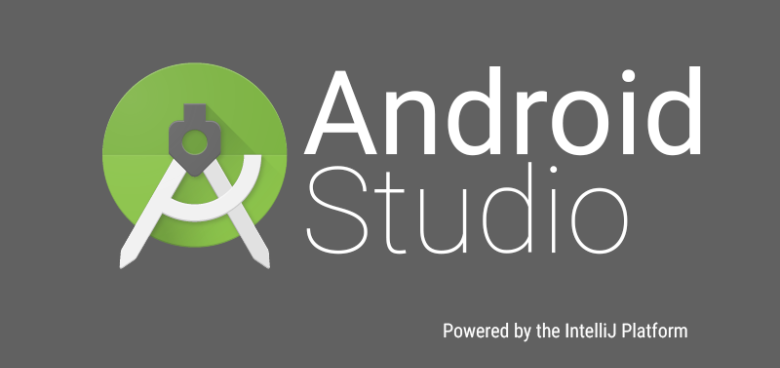 Android
Studio
Powered by the IntelliJ Platform